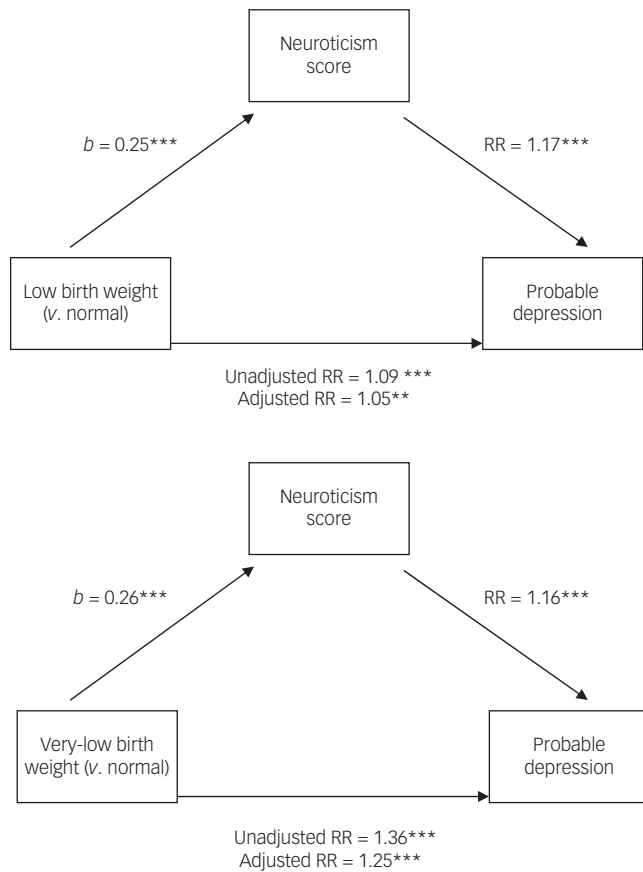 Neuroticism
score
b = 0.25***
RR = 1.17***
Low birth weight
(v. normal)
Probable
depression
Unadjusted RR = 1.09 ***
Adjusted RR = 1.05**
Neuroticism
score
b = 0.26***
RR = 1.16***
Very-low birth
weight (v. normal)
Probable
depression
Unadjusted RR = 1.36***
Adjusted RR = 1.25***